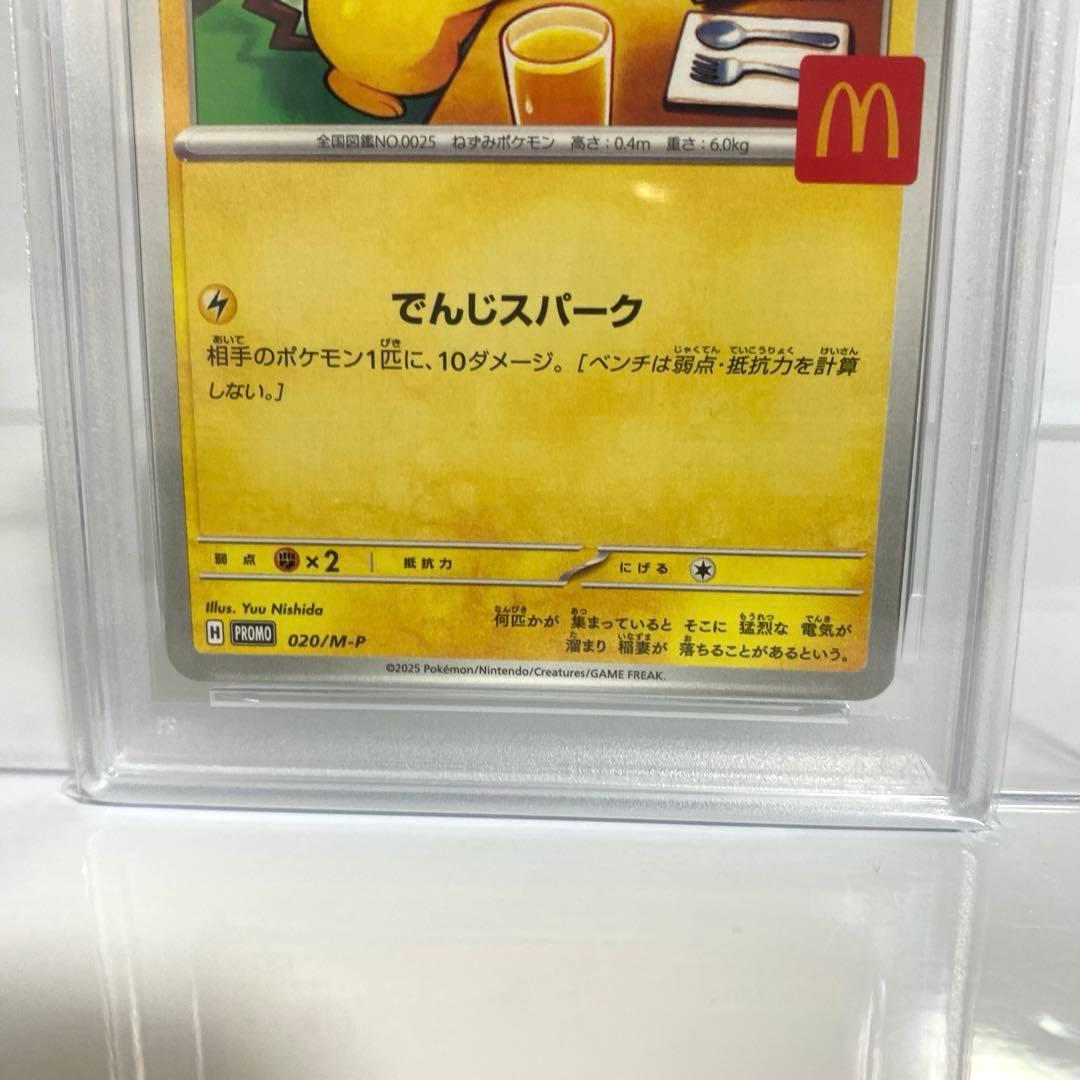 全国図鑑NO.0025 ねずみポケモン 高さ:0.4m 重さ:6.0kg
M
でんじスパーク
相手のポケモン1匹に、10ダメージ。[ベンチは弱点・抵抗力を計算
しない。]
弱点 ×2 抵抗力 にげる
Illus. Yuu Nishida
H PROMO 020/M-P
何匹かが 集まっていると そこに 猛烈な 電気が
溜まり 稲妻が 落ちることがあるという。
©2025 Pokémon/Nintendo/Creatures/GAME FREAK.